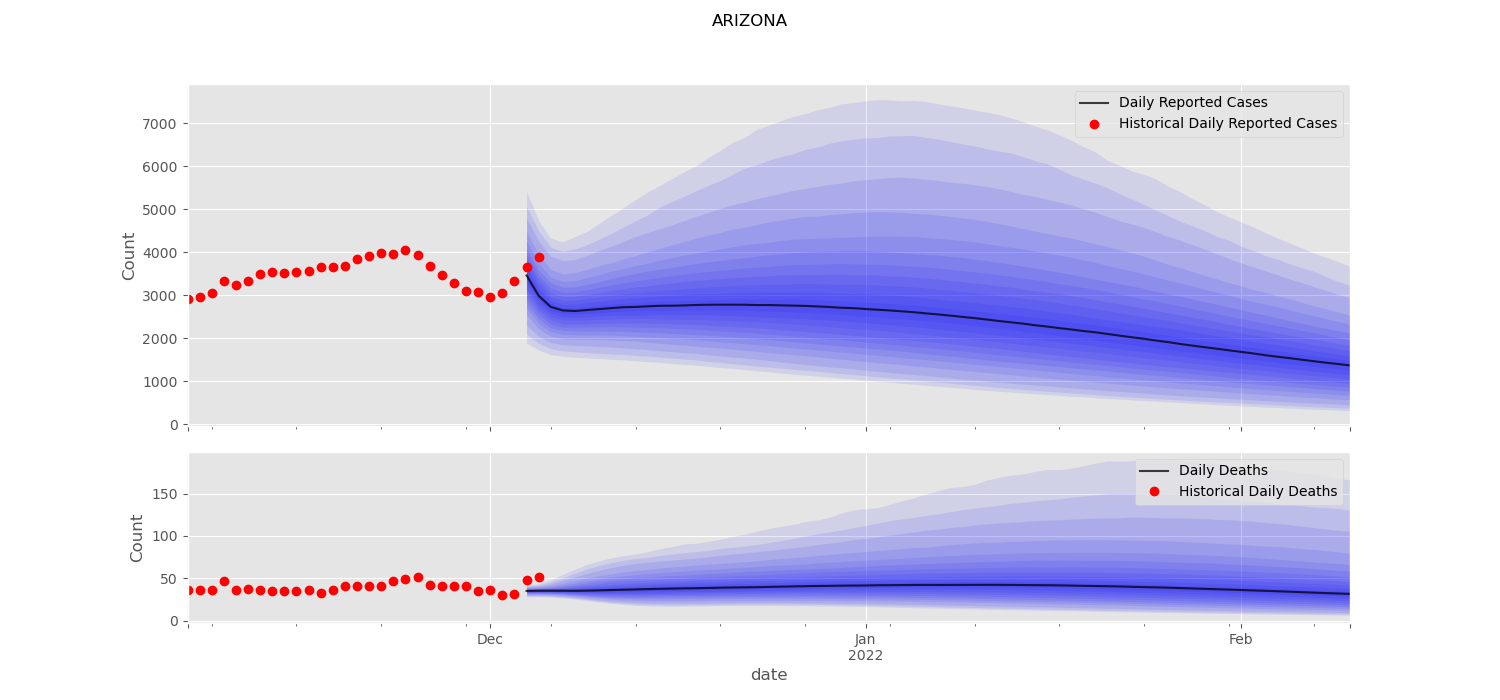 ARIZONA
Daily Reported Cases
Historical Daily Reported Cases
7000
6000
5000
4000
3000
2000
1000
0
Count
Daily Deaths
Historical Daily Deaths
150
100
50
0
Count
Dec
Jan
2022
Feb
date